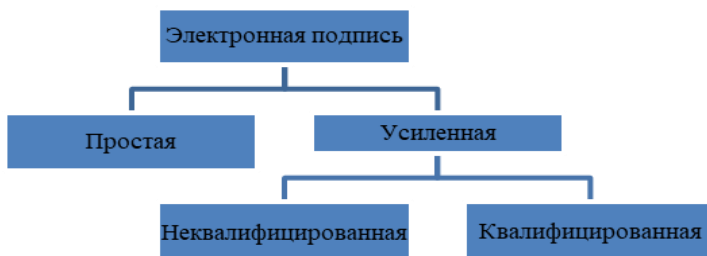 Электронная подпись
Простая
Усиленная
Неквалифицированная
Квалифицированная